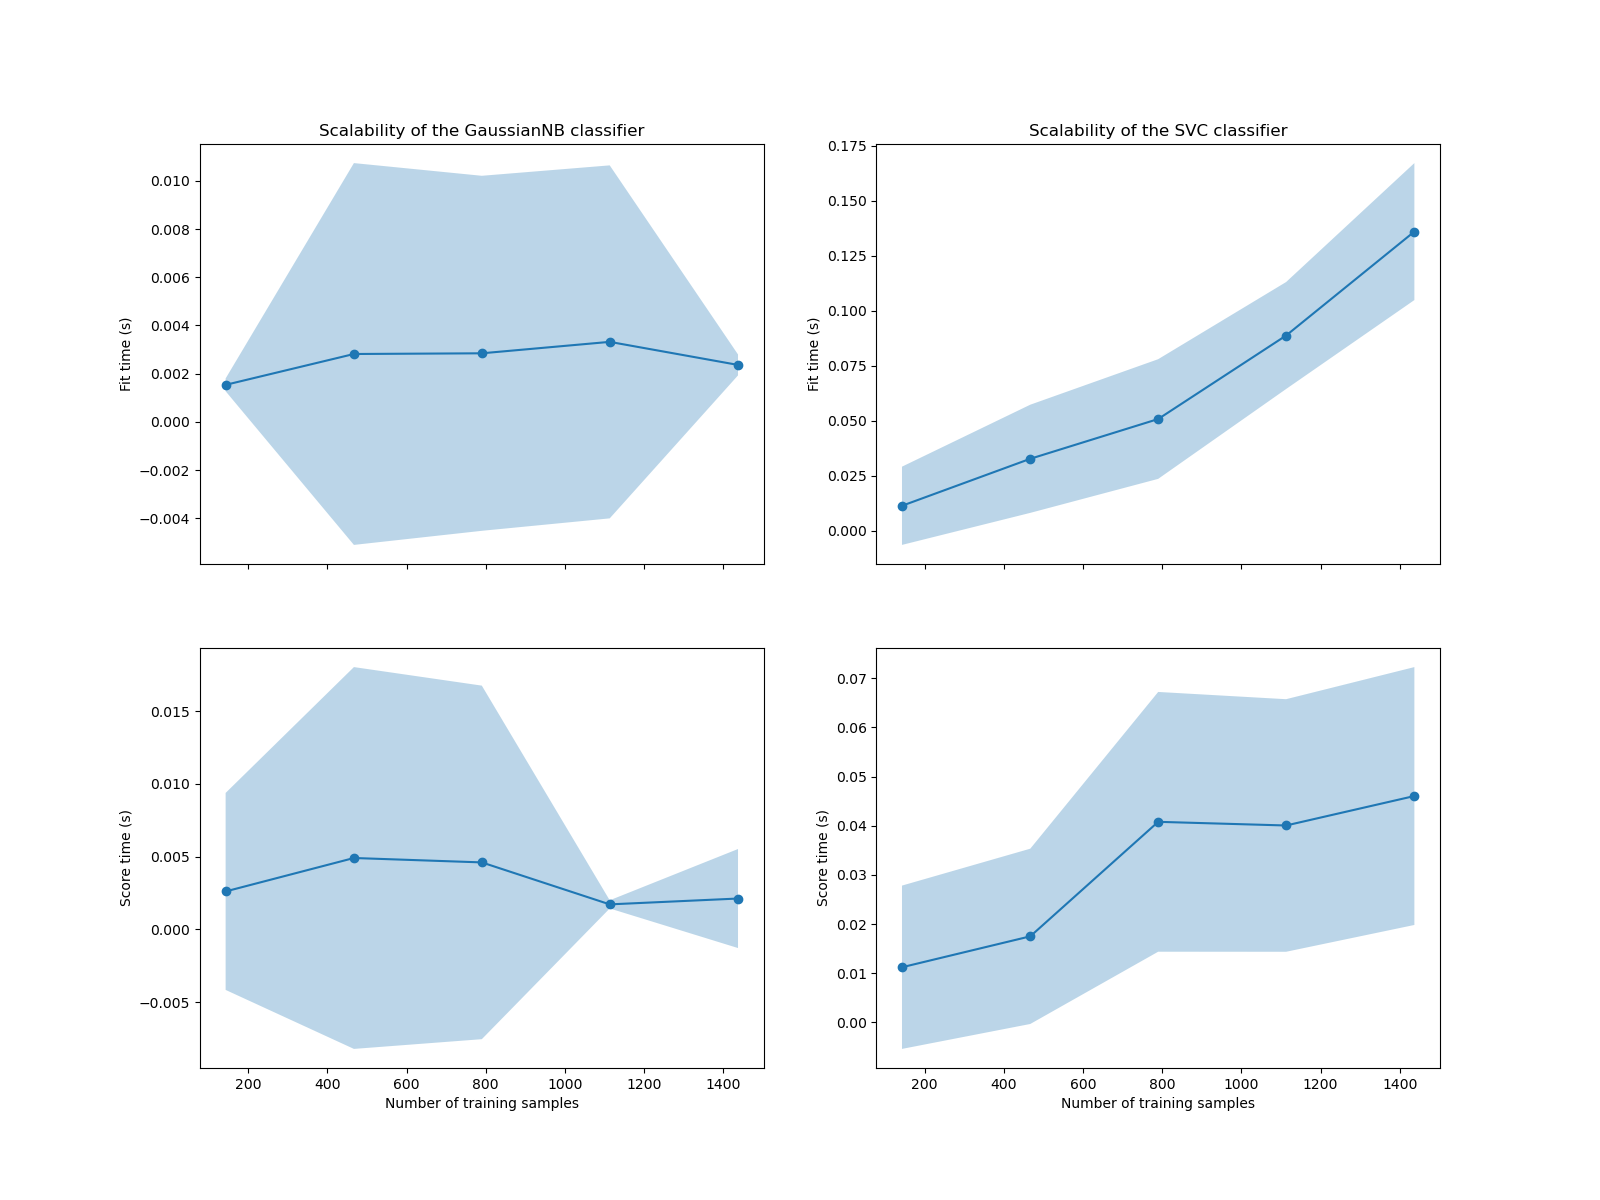 Scalability of the GaussianNB classifier
Fit time (s)
0.010
0.008
0.006
0.004
0.002
0.000
−0.002
−0.004
Scalability of the SVC classifier
Fit time (s)
0.175
0.150
0.125
0.100
0.075
0.050
0.025
0.000
Score time (s)
0.015
0.010
0.005
0.000
−0.005
200 400 600 800 1000 1200 1400
Number of training samples
Score time (s)
0.07
0.06
0.05
0.04
0.03
0.02
0.01
0.00
200 400 600 800 1000 1200 1400
Number of training samples